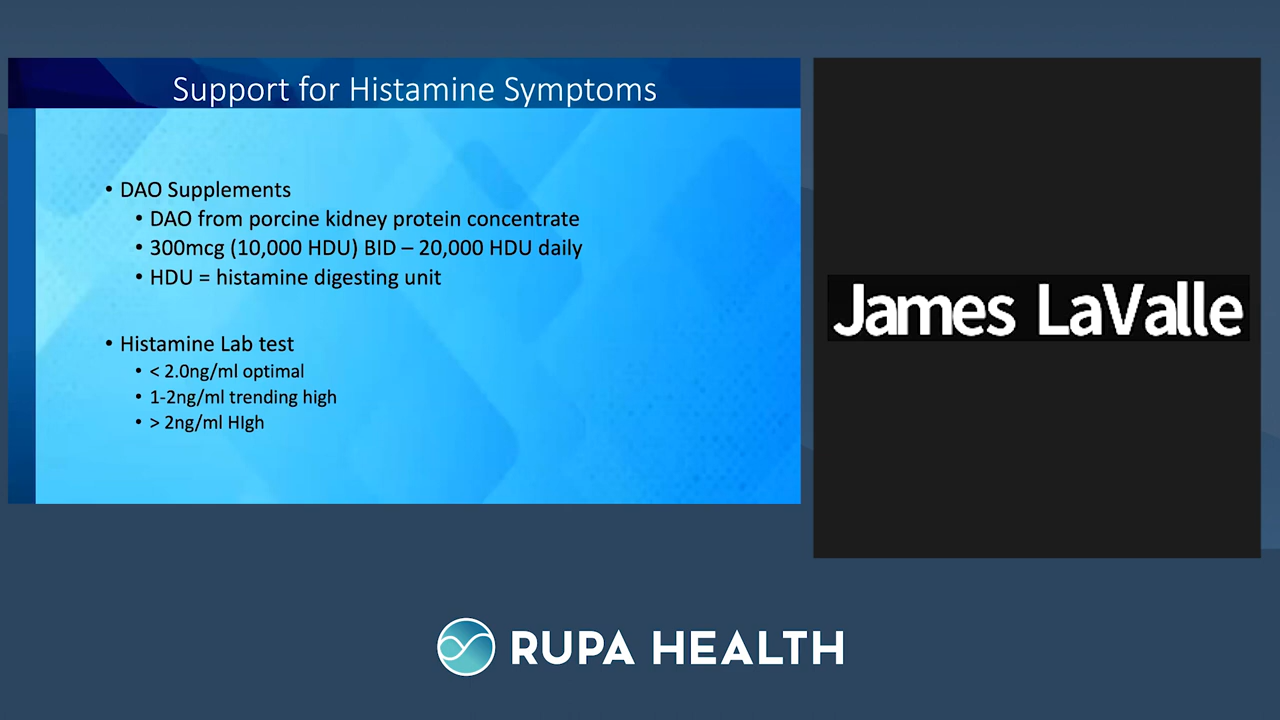 Support for Histamine Symptoms
• DAO Supplements
• DAO from porcine kidney protein concentrate
• 300mcg (10,000 HDU) BID – 20,000 HDU daily
• HDU = histamine digesting unit
• Histamine Lab test
• < 2.0ng/ml optimal
• 1-2ng/ml trending high
• > 2ng/ml HIgh
James LaValle
RUPA HEALTH